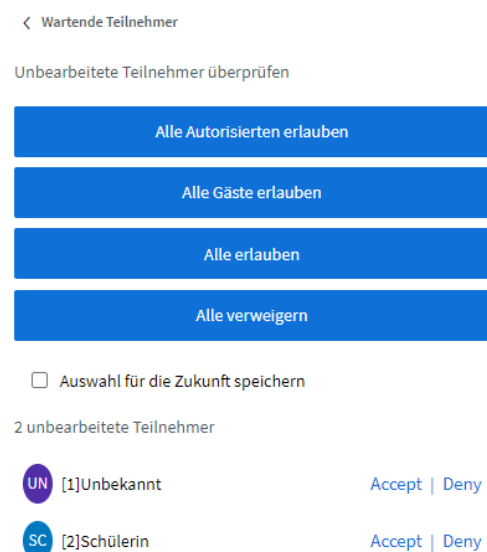 Wartende Teilnehmer
Unbearbeitete Teilnehmer überprüfen
Alle Autorisierten erlauben
Alle Gäste erlauben
Alle erlauben
Alle verweigern
Auswahl für die Zukunft speichern
2 unbearbeitete Teilnehmer
UN [1]Unbekannt Accept | Deny
SC [2]Schülerin Accept | Deny